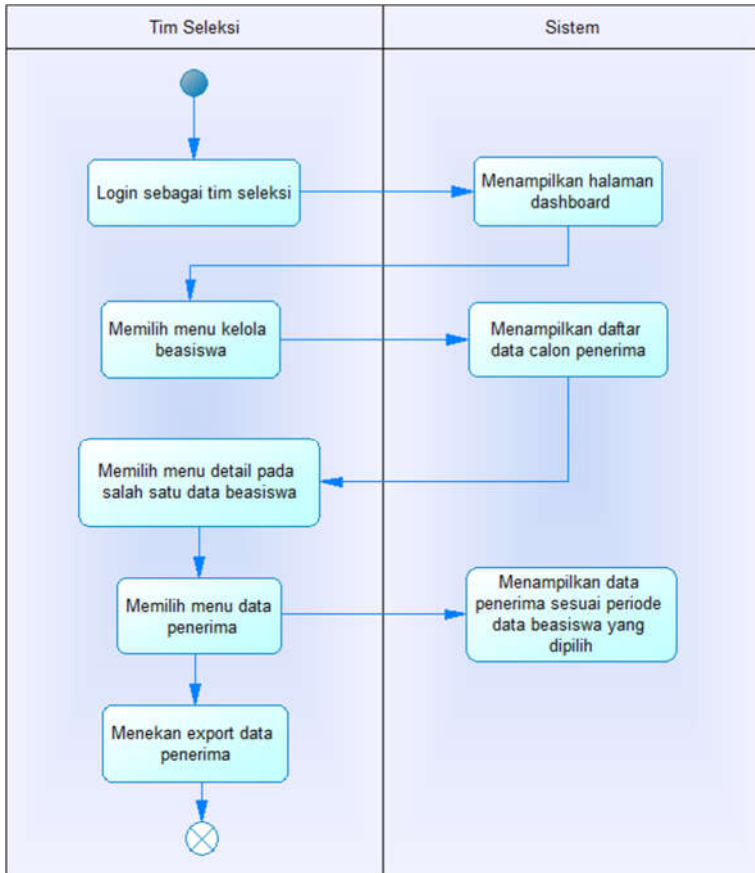 Tim Seleksi
Sistem
Login sebagai tim seleksi
Menampilkan halaman
dashboard
Memilih menu kelola
beasiswa
Menampilkan daftar
data calon penerima
Memilih menu detail pada
salah satu data beasiswa
Memilih menu data
penerima
Menampilkan data
penerima sesuai periode
data beasiswa yang
dipilih
Menekan export data
penerima